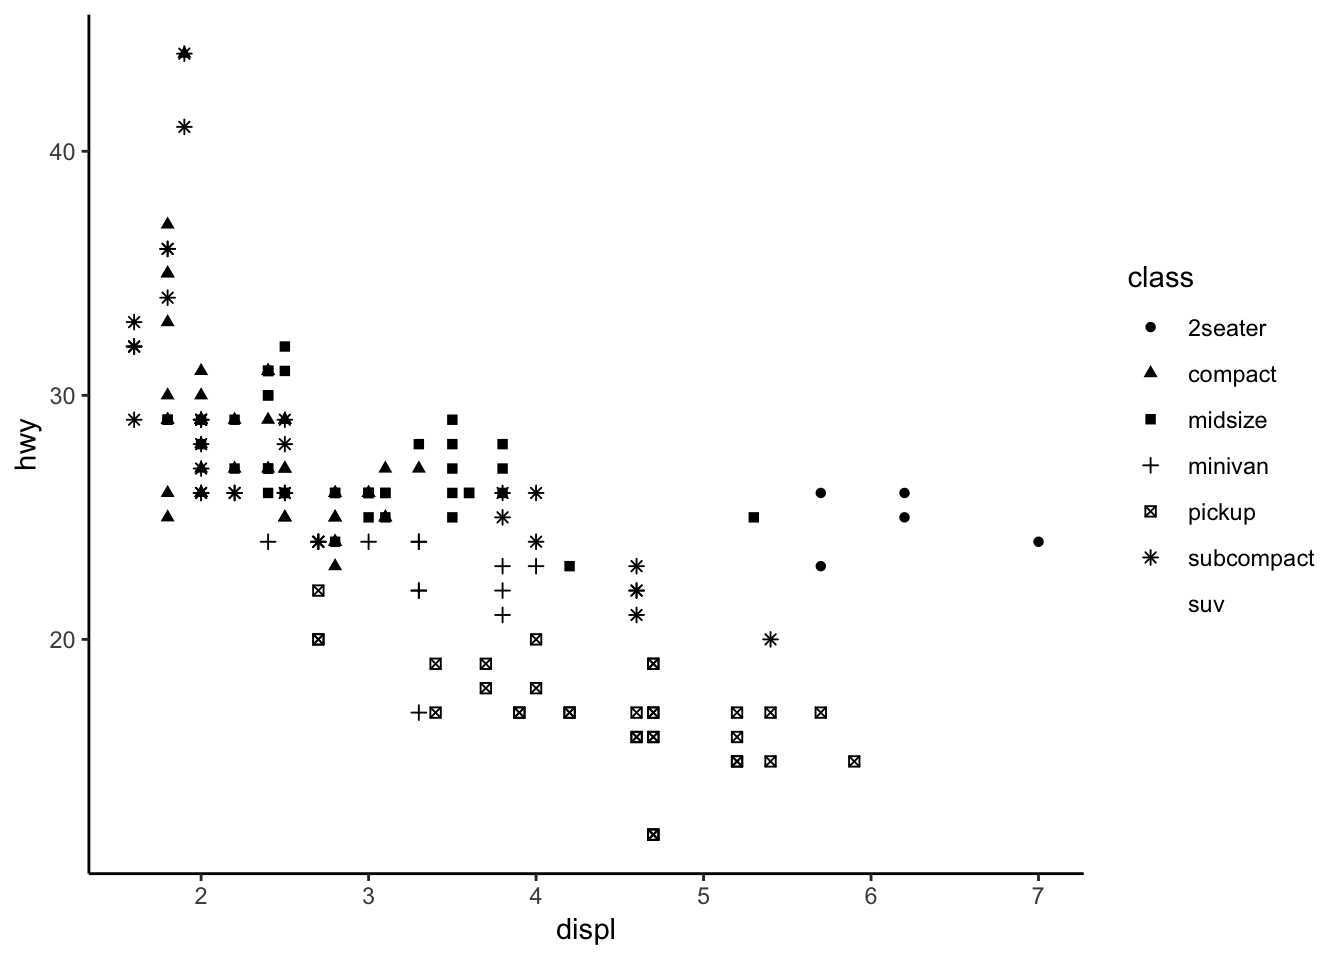 40
30
20
hwy
2 3 4 5 6 7
displ
class
2seater
compact
midsize
minivan
pickup
subcompact
suv